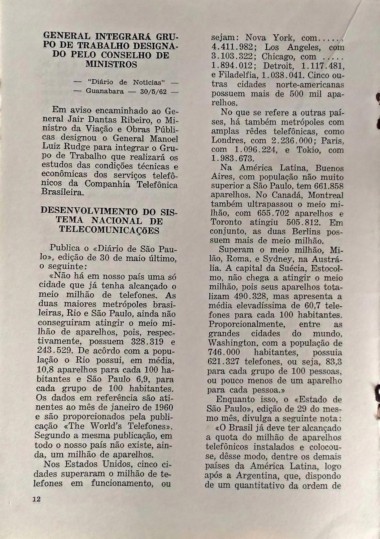 GENERAL INTEGRARÁ GRU-
PO DE TRABALHO DESIGNA-
DO PELO CONSELHO DE
MINISTROS
— "Diário de Notícias" —
— Guanabara — 30/5/62 —
Em aviso encaminhado ao Ge-
neral Jair Dantas Ribeiro, o Mi-
nistro da Viação e Obras Públi-
cas designou o General Manoel
Luiz Rudge para integrar o Gru-
po de Trabalho que realizará os
estudos das condições técnicas e
econômicas dos serviços telefô-
nicos da Companhia Telefônica
Brasileira.
DESENVOLVIMENTO DO SIS-
TEMA NACIONAL DE
TELECOMUNICAÇÕES
Publica o «Diário de São Pau-
lo», edição de 30 de maio último,
o seguinte:
«Não há em nosso país uma só
cidade que já tenha alcançado o
meio milhão de telefones. As
duas maiores metrópoles brasi-
leiras, Rio e São Paulo, ainda não
conseguiram atingir o meio mi-
lhão de aparelhos, pois, respec-
tivamente, possuem 328.319 e
243.529. De acôrdo com a popu-
lação o Rio possui, em média,
10,8 aparelhos para cada 100 ha-
bitantes e São Paulo 6,9, para
cada grupo de 100 habitantes.
Os dados em referência são ati-
nentes ao mês de janeiro de 1960
e são proporcionados pela publi-
cação «The World's Telefones».
Segundo a mesma publicação, em
todo o nosso país não existe, ain-
da, um milhão de aparelhos.
Nos Estados Unidos, cinco ci-
dades superaram o milhão de te-
lefones em funcionamento, ou
12
sejam: Nova York, com.....
4.411.982; Los Angeles, com
3.103.322; Chicago, com .....
1.894.012; Detroit, 1.117.481,
e Filadélfia, 1.038.041. Cinco ou-
tras cidades norte-americanas
possuem mais de 500 mil apa-
relhos.
No que se refere a outros paí-
ses, há também metrópoles com
amplas rêdes telefônicas, como
Londres, com 2.236.000; Paris,
com 1.096.224, e Tokio, com
1.983.673.
Na América Latina, Buenos
Aires, com população não muito
superior a São Paulo, tem 661.858
aparelhos. No Canadá, Montreal
também ultrapassou o meio mi-
lhão, com 655.702 aparelhos e
Toronto atingiu 505.812. Em
conjunto, as duas Berlins pos-
suem mais de meio milhão.
Superam o meio milhão, Mi-
lão, Roma. e Sydney, na Austrá-
lia. A capital da Suécia, Estocol-
mo, não chega a atingir o meio
milhão, pois seus aparelhos tota-
lizam 490.328, mas apresenta a
média elevadíssima de 60,7 tele-
fones para cada 100 habitantes.
Proporcionalmente, entre as
grandes cidades do mundo,
Washington, com a população de
746.000 habitantes, possuía
621.327 telefones, ou seja, 83,3
para cada grupo de 100 pessoas,
ou pouco menos de um aparelho
para cada pessoa.»
Enquanto isso, o «Estado de
São Paulo», edição de 29 do mes-
mo mês, divulga a seguinte nota:
«O Brasil já deve ter alcançado
a quota do milhão de aparelhos
telefônicos instalados e colocou-
se, dêsse modo, dentre os demais
países da América Latina, logo
após a Argentina, que, dispondo
de um quantitativo da ordem de